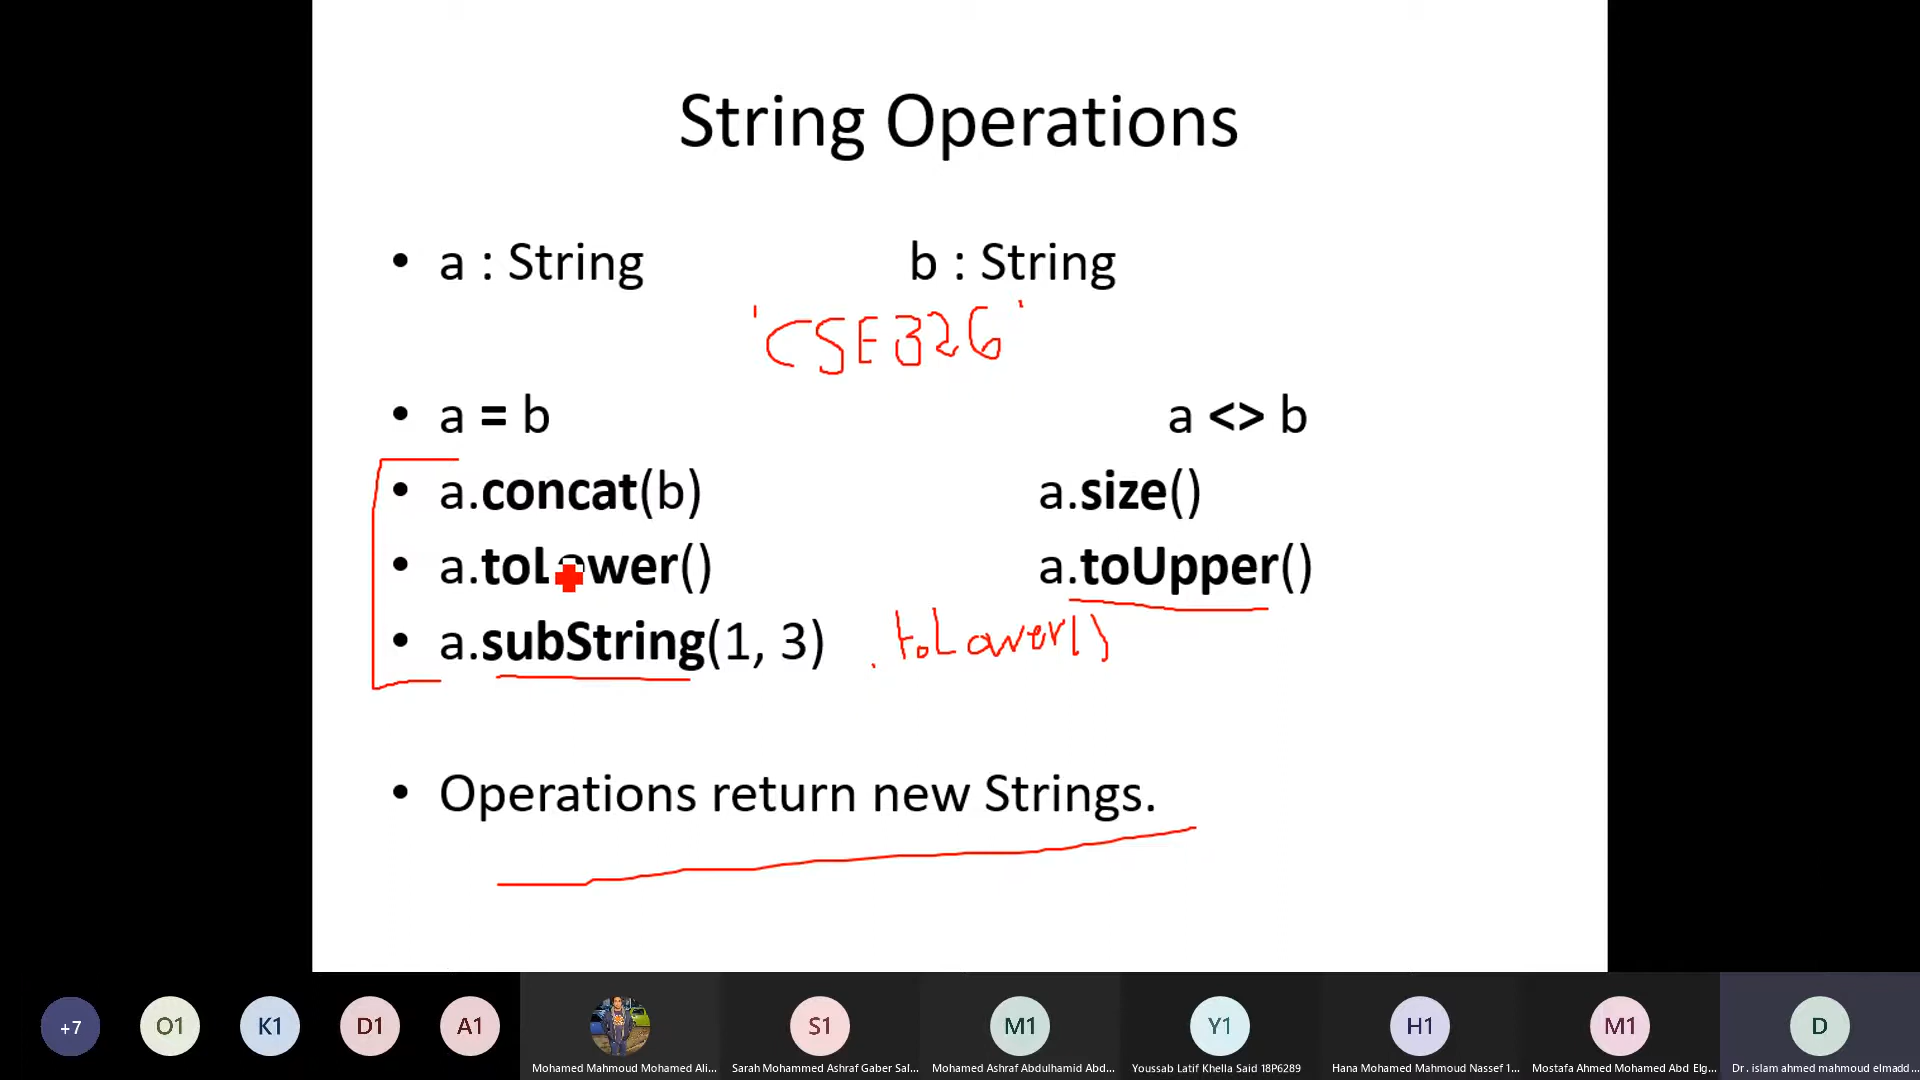 String Operations
• a : String b : String
'CSE326'
• a = b a <> b
• a.concat(b) a.size()
• a.toLower() a.toUpper()
• a.subString(1, 3) .toLower()
• Operations return new Strings.
+7 O1 K1 D1 A1 S1 M1 Y1 H1 M1 D
Mohamed Mahmoud Mohamed Ali... Sarah Mohammed Ashraf Gaber Sal... Mohamed Ashraf Abdulhamid Abd... Youssab Latif Khella Said 18P6289 Hana Mohamed Mahmoud Nassef 1... Mostafa Ahmed Mohamed Abd Elg... Dr. islam ahmed mahmoud elmadd...